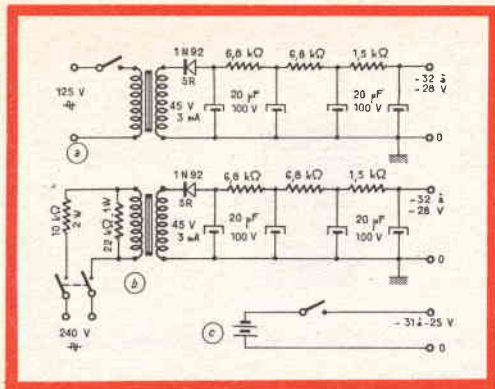 1N92
6,8 kΩ
6,8 kΩ
1,5 kΩ
5R
-32 à
-28 V
125 V
45 V
3 mA
20 µF
100 V
20 µF
100 V
0
a
1N92
6,8 kΩ
6,8 kΩ
1,5 kΩ
5R
-32 à
-28 V
10 kΩ
2 W
22 kΩ 1W
45 V
3 mA
20 µF
100 V
20 µF
100 V
0
b
240 V
c
-31 à -25 V
0